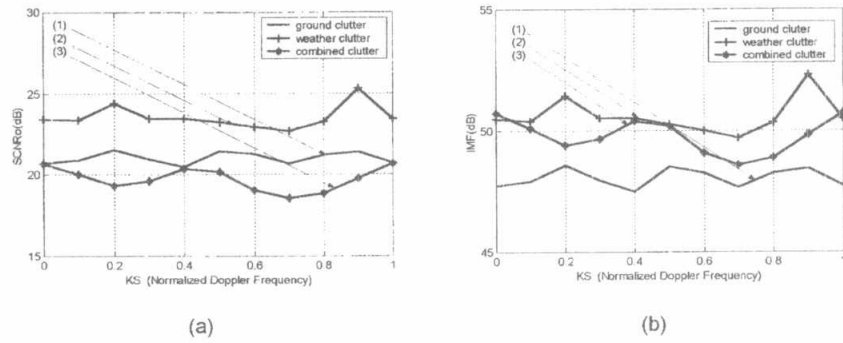 30
25
20
15
SCNRo(dB)
(1)
(2)
(3)
ground clutter
weather clutter
combined clutter
0 0.2 0.4 0.6 0.8 1
KS (Normalized Doppler Frequency)
(a)
55
50
45
IMF(dB)
(1)
(2)
(3)
ground cluter
weather clutter
combined clutter
0 0.2 0.4 0.6 0.8 1
KS (Normalized Doppler Frequency)
(b)